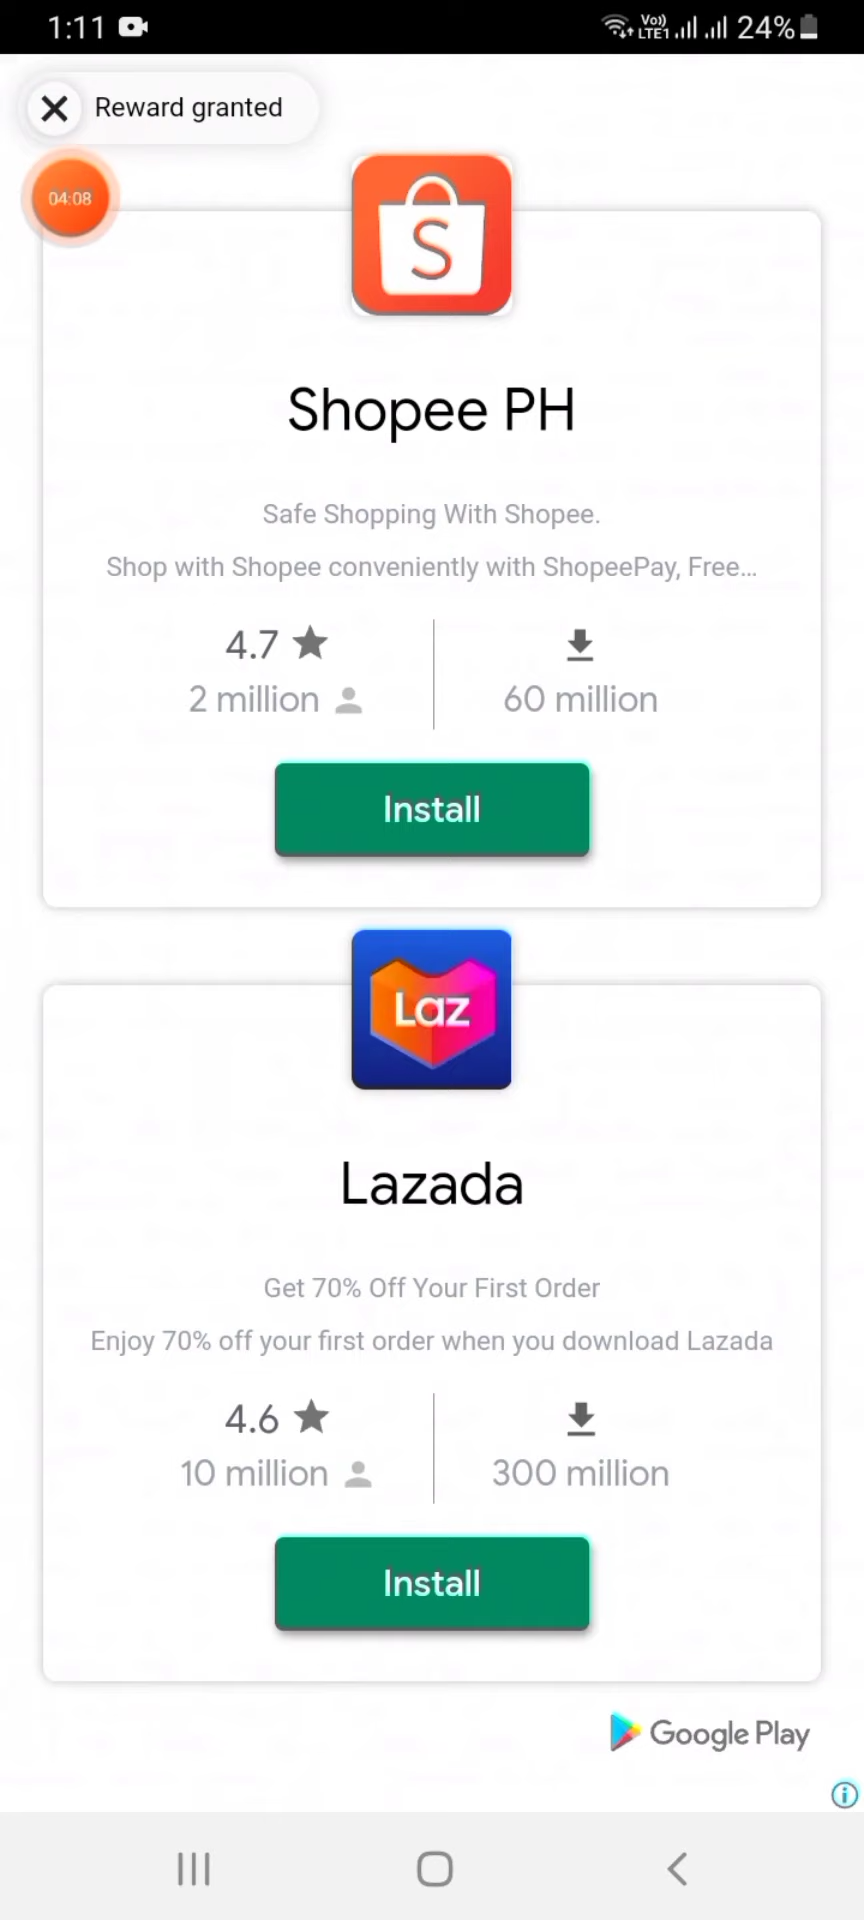 1:11
Vo))
LTE1
24%
Reward granted
04:08
S
Shopee PH
Safe Shopping With Shopee.
Shop with Shopee conveniently with ShopeePay, Free...
4.7
2 million
60 million
Install
Laz
Lazada
Get 70% Off Your First Order
Enjoy 70% off your first order when you download Lazada
4.6
10 million
300 million
Install
Google Play